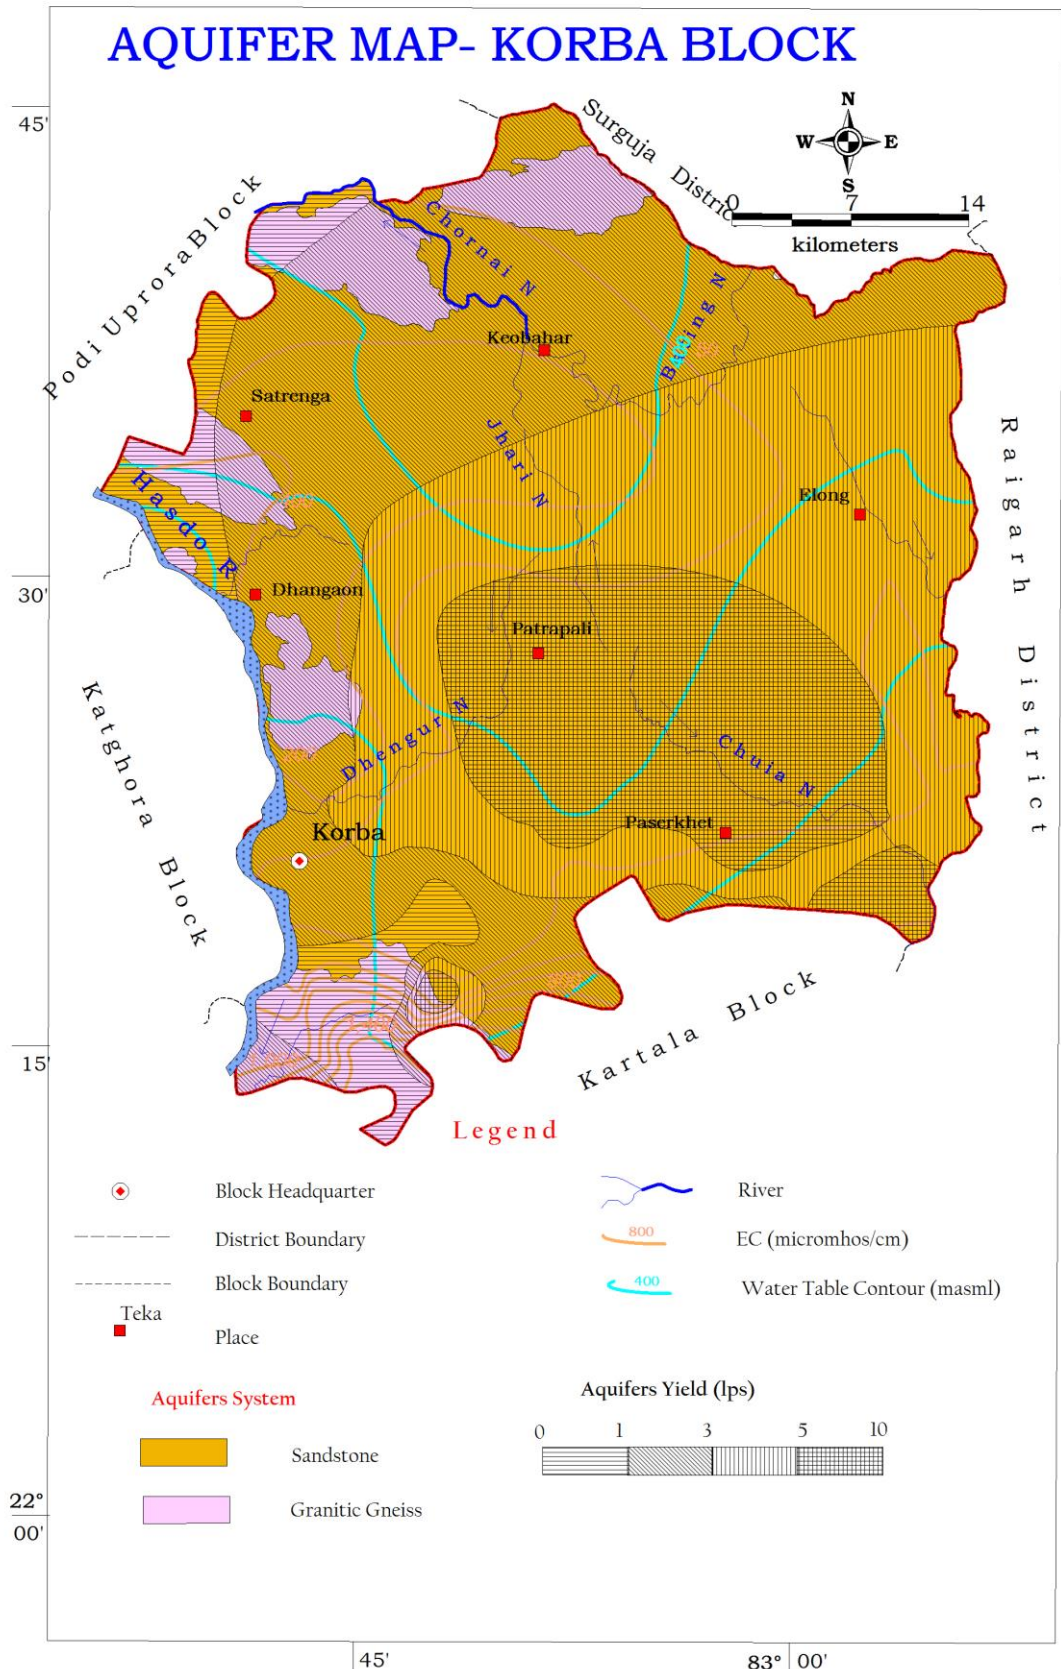 AQUIFER MAP- KORBA BLOCK
45'
Surguja District
N
W E
S
0 7 14
kilometers
Podi Uprora Block
Chornai N
Keobahar
Satrenga
400
Jhari N
Raigarh District
Elong
Hasdo R
30'
Dhangaon
Patrapali
Katghora Block
Dhengur N
Chuia N
Paserkhet
Korba
Kartala Block
15'
Legend
Block Headquarter
River
District Boundary
800
EC (micromhos/cm)
Block Boundary
400
Water Table Contour (masml)
Teka
Place
Aquifers System
Aquifers Yield (lps)
0 1 3 5 10
Sandstone
Granitic Gneiss
22°
00'
45'
83° 00'